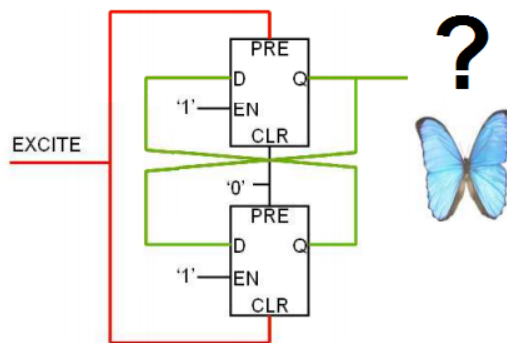 PRE
?
D
Q
'1'
EN
CLR
EXCITE
'0'
PRE
D
Q
'1'
EN
CLR